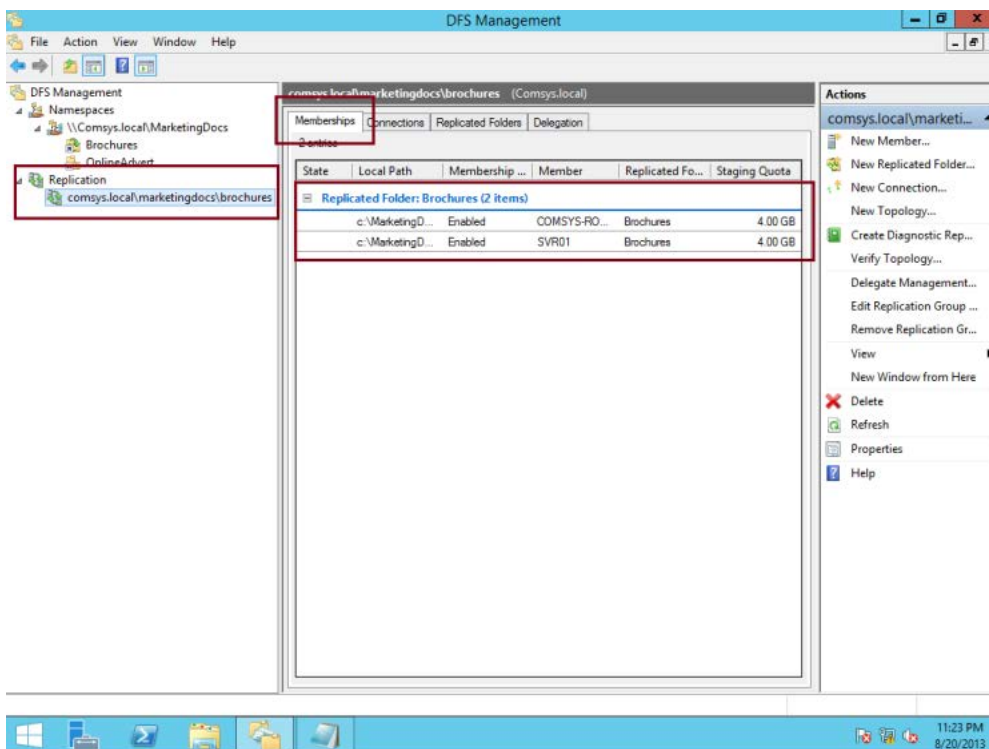 DFS Management
File Action View Window Help
DFS Management
Namespaces
\\Comsys.local\MarketingDocs
Brochures
OnlineAdvert
Replication
comsys.local\marketingdocs\brochures
comsys.local\marketingdocs\brochures (Comsys.local)
Memberships Connections Replicated Folders Delegation
2 entries
State Local Path Membership ... Member Replicated Fo... Staging Quota
Replicated Folder: Brochures (2 items)
c:\MarketingD... Enabled COMSYS-RO... Brochures 4.00 GB
c:\MarketingD... Enabled SVR01 Brochures 4.00 GB
Actions
comsys.local\marketi...
New Member...
New Replicated Folder...
New Connection...
New Topology...
Create Diagnostic Rep...
Verify Topology...
Delegate Management...
Edit Replication Group ...
Remove Replication Gr...
View
New Window from Here
Delete
Refresh
Properties
Help
11:23 PM
8/20/2013